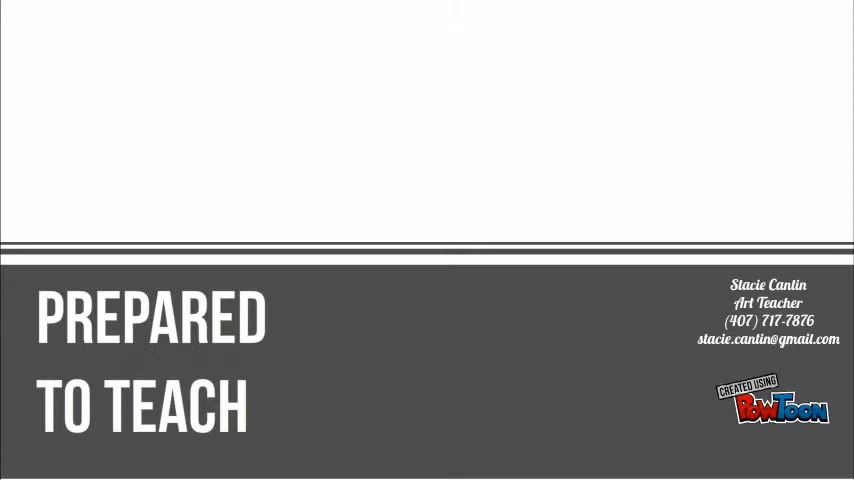 PREPARED
TO TEACH
Stacie Cantin
Art Teacher
(407) 717-7876
stacie.cantin@gmail.com
CREATED USING
POWTOON